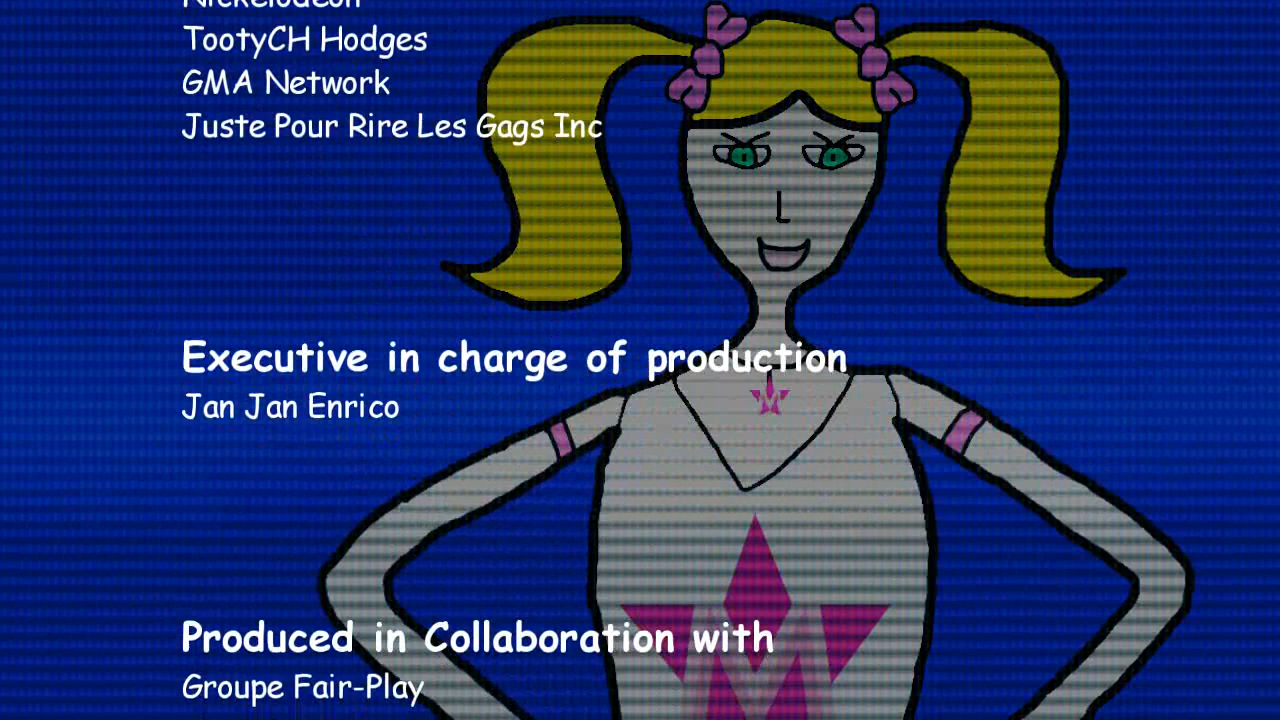 Nickelodeon
TootyCH Hodges
GMA Network
Juste Pour Rire Les Gags Inc
Executive in charge of production
Jan Jan Enrico
M
Produced in Collaboration with
M
Groupe Fair-Play